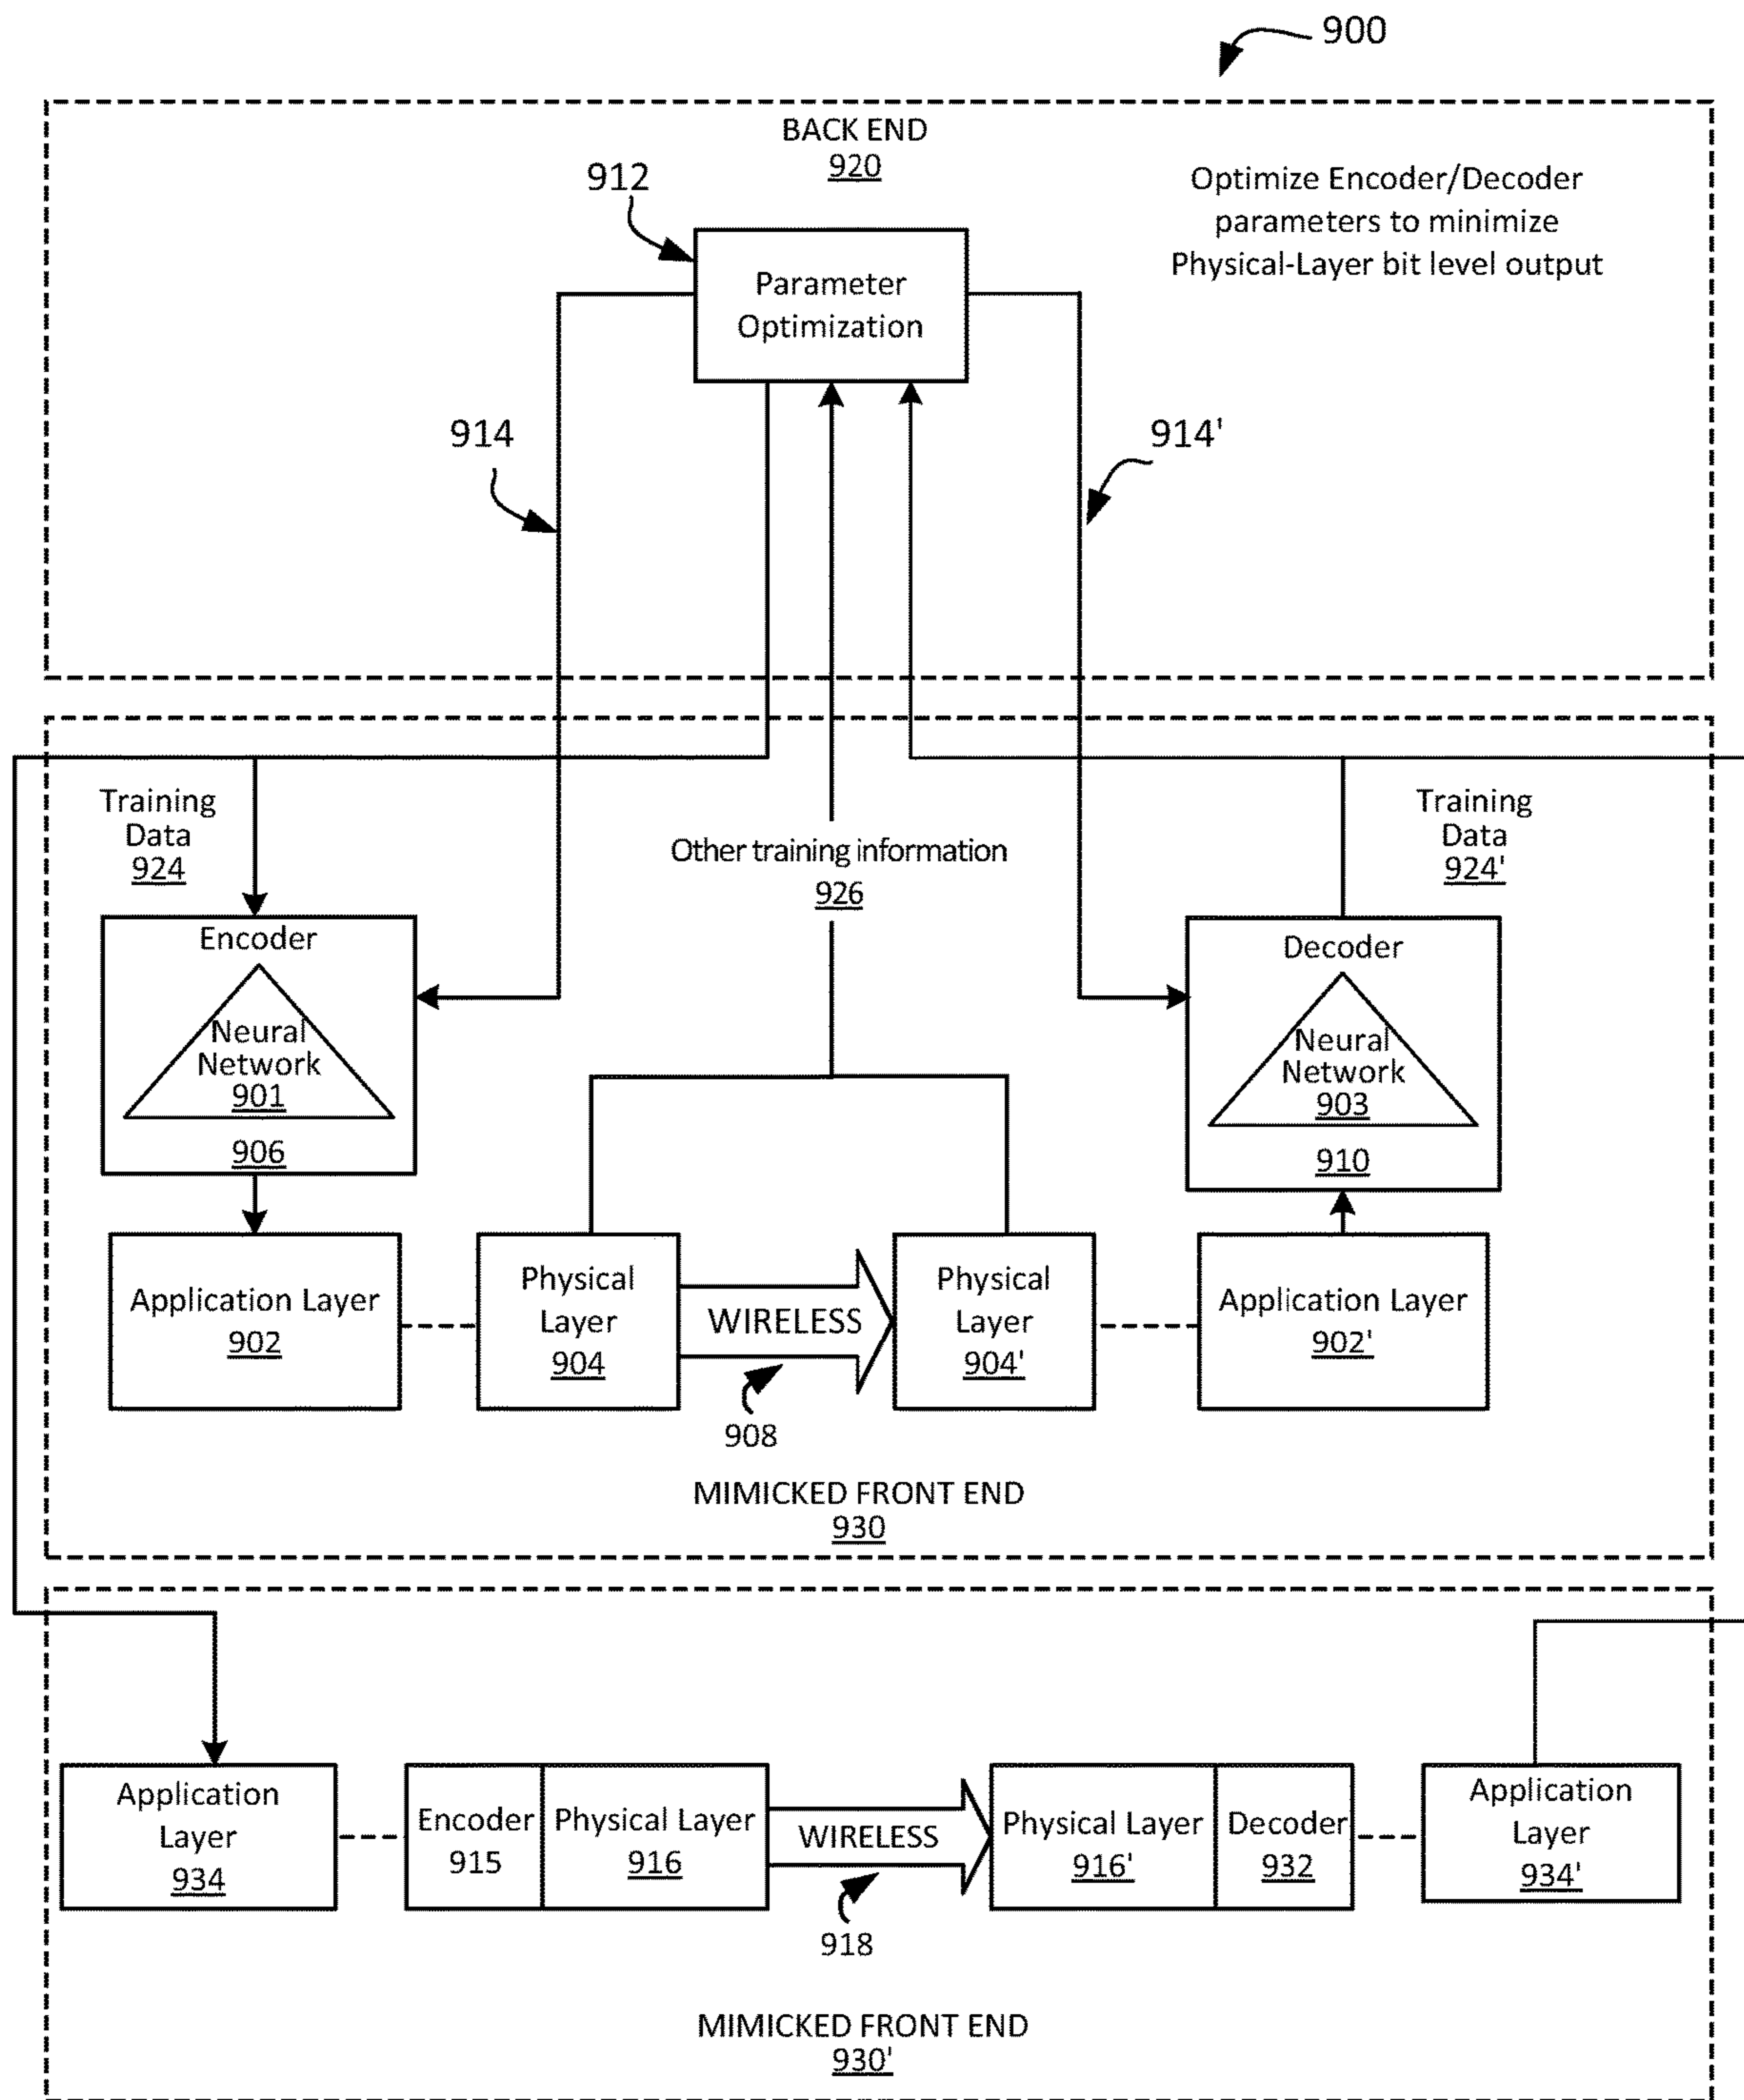 900
BACK END
920
912
Optimize Encoder/Decoder
parameters to minimize
Physical-Layer bit level output
Parameter
Optimization
914
914'
Training
Data
924
Other training information
926
Training
Data
924'
Encoder
Neural
Network
901
906
Decoder
Neural
Network
903
910
Application Layer
902
Physical
Layer
904
WIRELESS
908
Physical
Layer
904'
Application Layer
902'
MIMICKED FRONT END
930
Application
Layer
934
Encoder
915
Physical Layer
916
WIRELESS
918
Physical Layer
916'
Decoder
932
Application
Layer
934'
MIMICKED FRONT END
930'